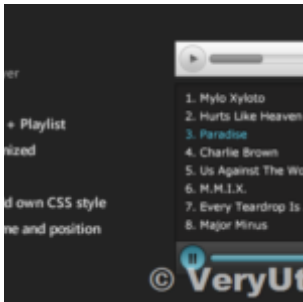 ver
+ Playlist
nized
d own CSS style
me and position
1. Mylo Xyloto
2. Hurts Like Heaven
3. Paradise
4. Charlie Brown
5. Us Against The Wo
6. M.M.I.X.
7. Every Teardrop Is
8. Major Minus
© VeryUt